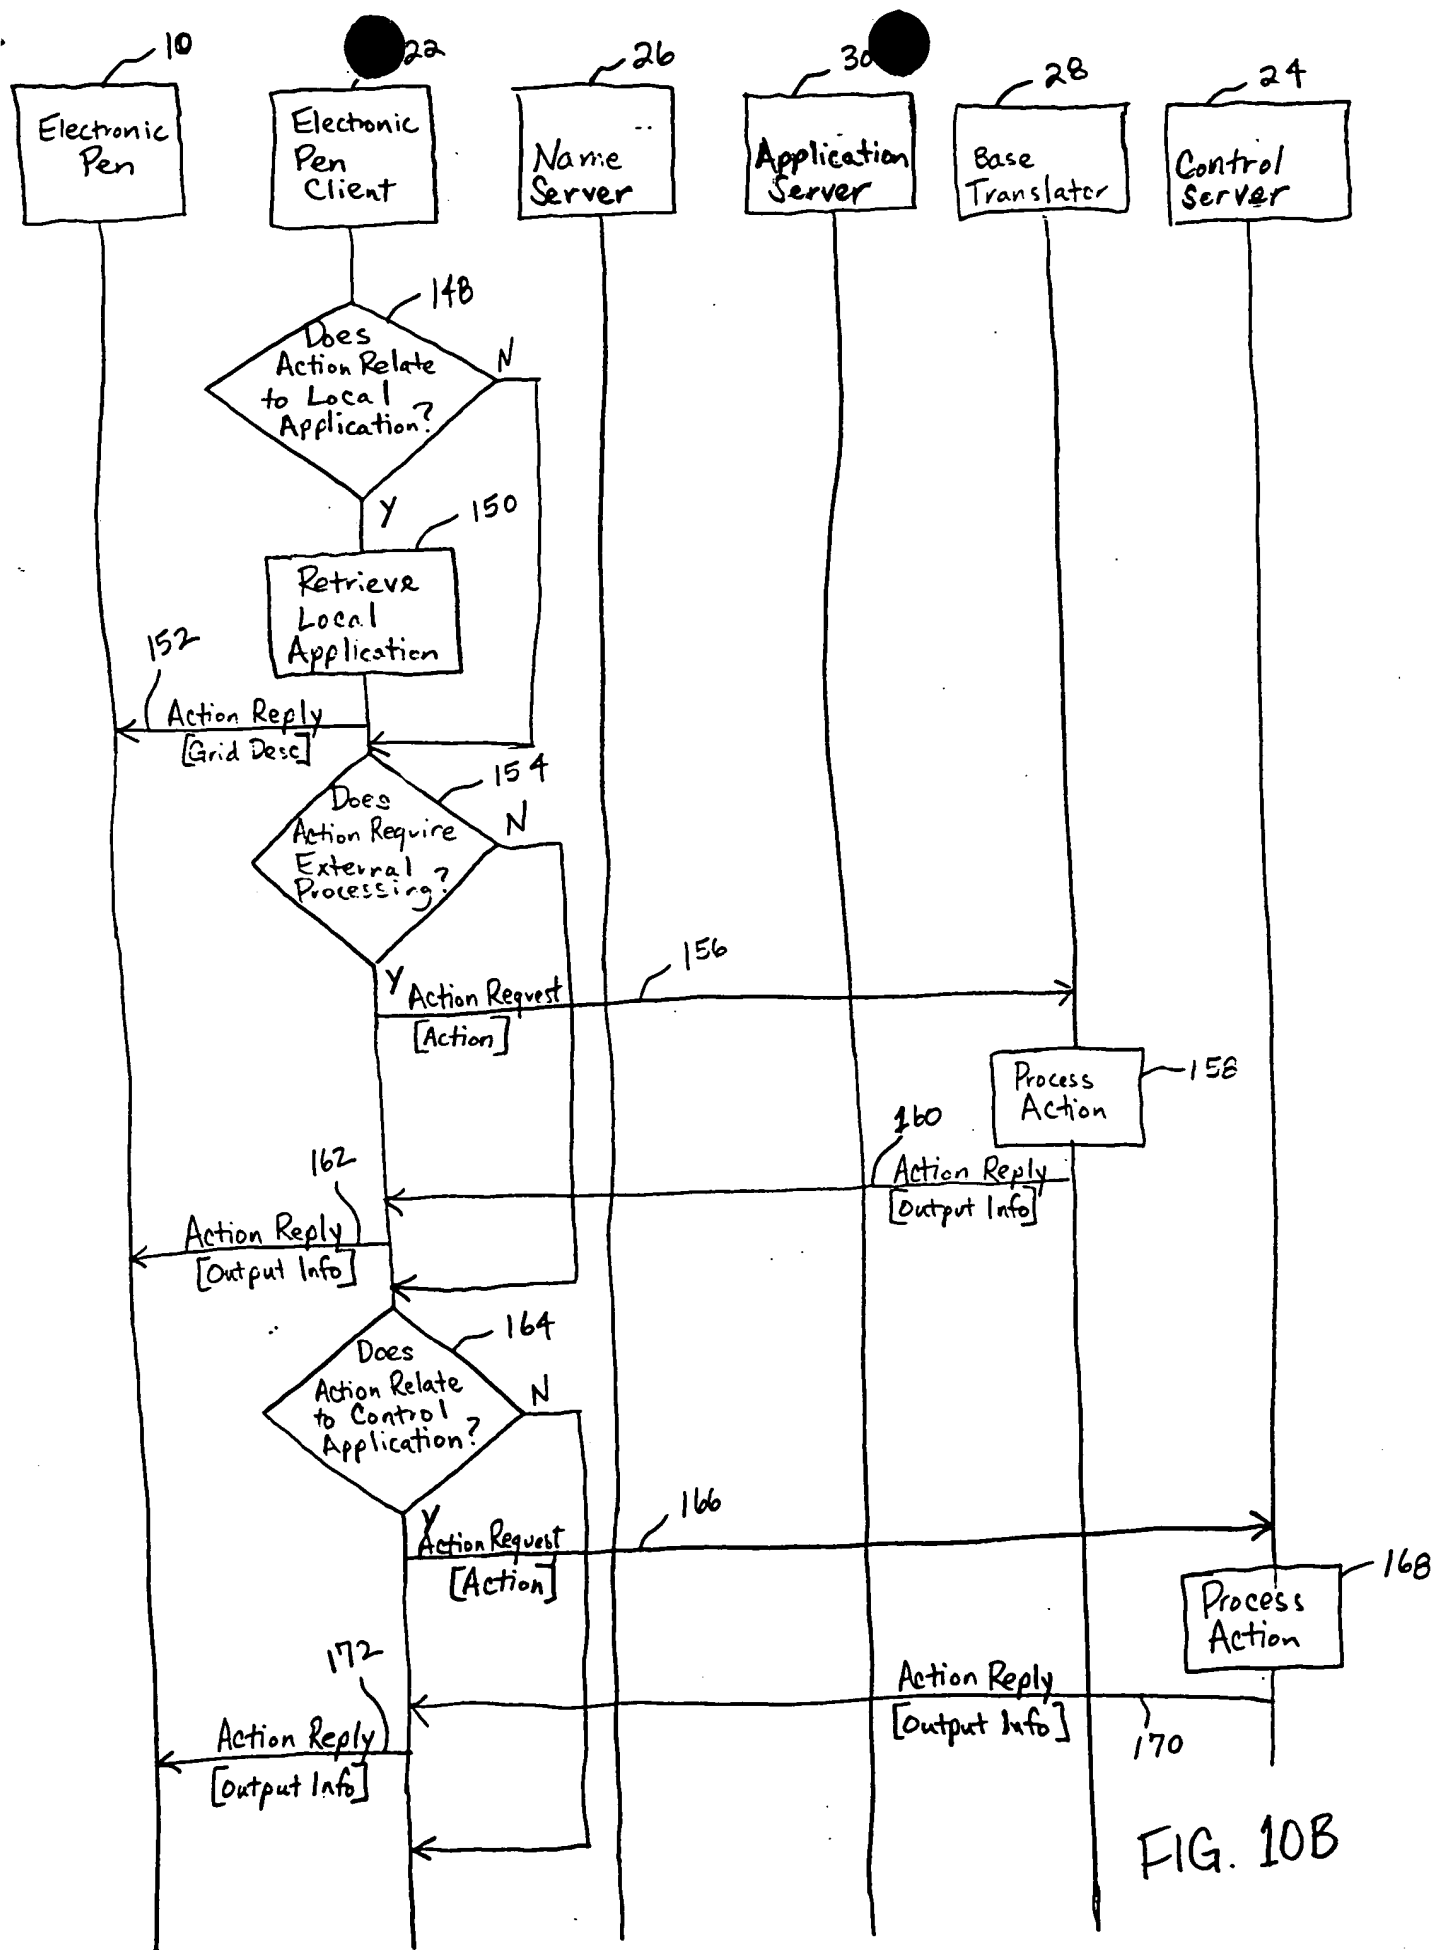 10
22
26
30
28
24
Electronic
Pen
Electronic
Pen
Client
Name
Server
Application
Server
Base
Translator
Control
Server
148
Does
Action Relate
to Local
Application?
N
Y
150
Retrieve
Local
Application
152
Action Reply
[Grid Desc]
154
Does
Action Require
External
Processing?
N
Y
Action Request
[Action]
156
Process
Action
158
160
Action Reply
[Output Info]
162
Action Reply
[Output Info]
164
Does
Action Relate
to Control
Application?
N
Y
Action Request
[Action]
166
Process
Action
168
Action Reply
[Output Info]
170
172
Action Reply
[Output Info]
FIG. 10B